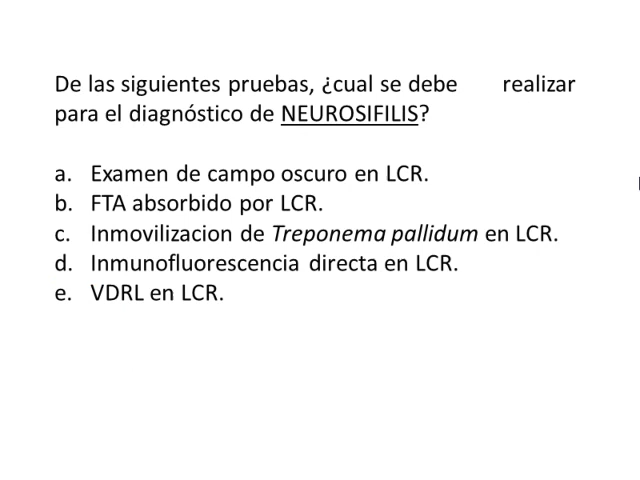 De las siguientes pruebas, ¿cual se debe realizar
para el diagnóstico de NEUROSIFILIS?
a. Examen de campo oscuro en LCR.
b. FTA absorbido por LCR.
c. Inmovilizacion de Treponema pallidum en LCR.
d. Inmunofluorescencia directa en LCR.
e. VDRL en LCR.